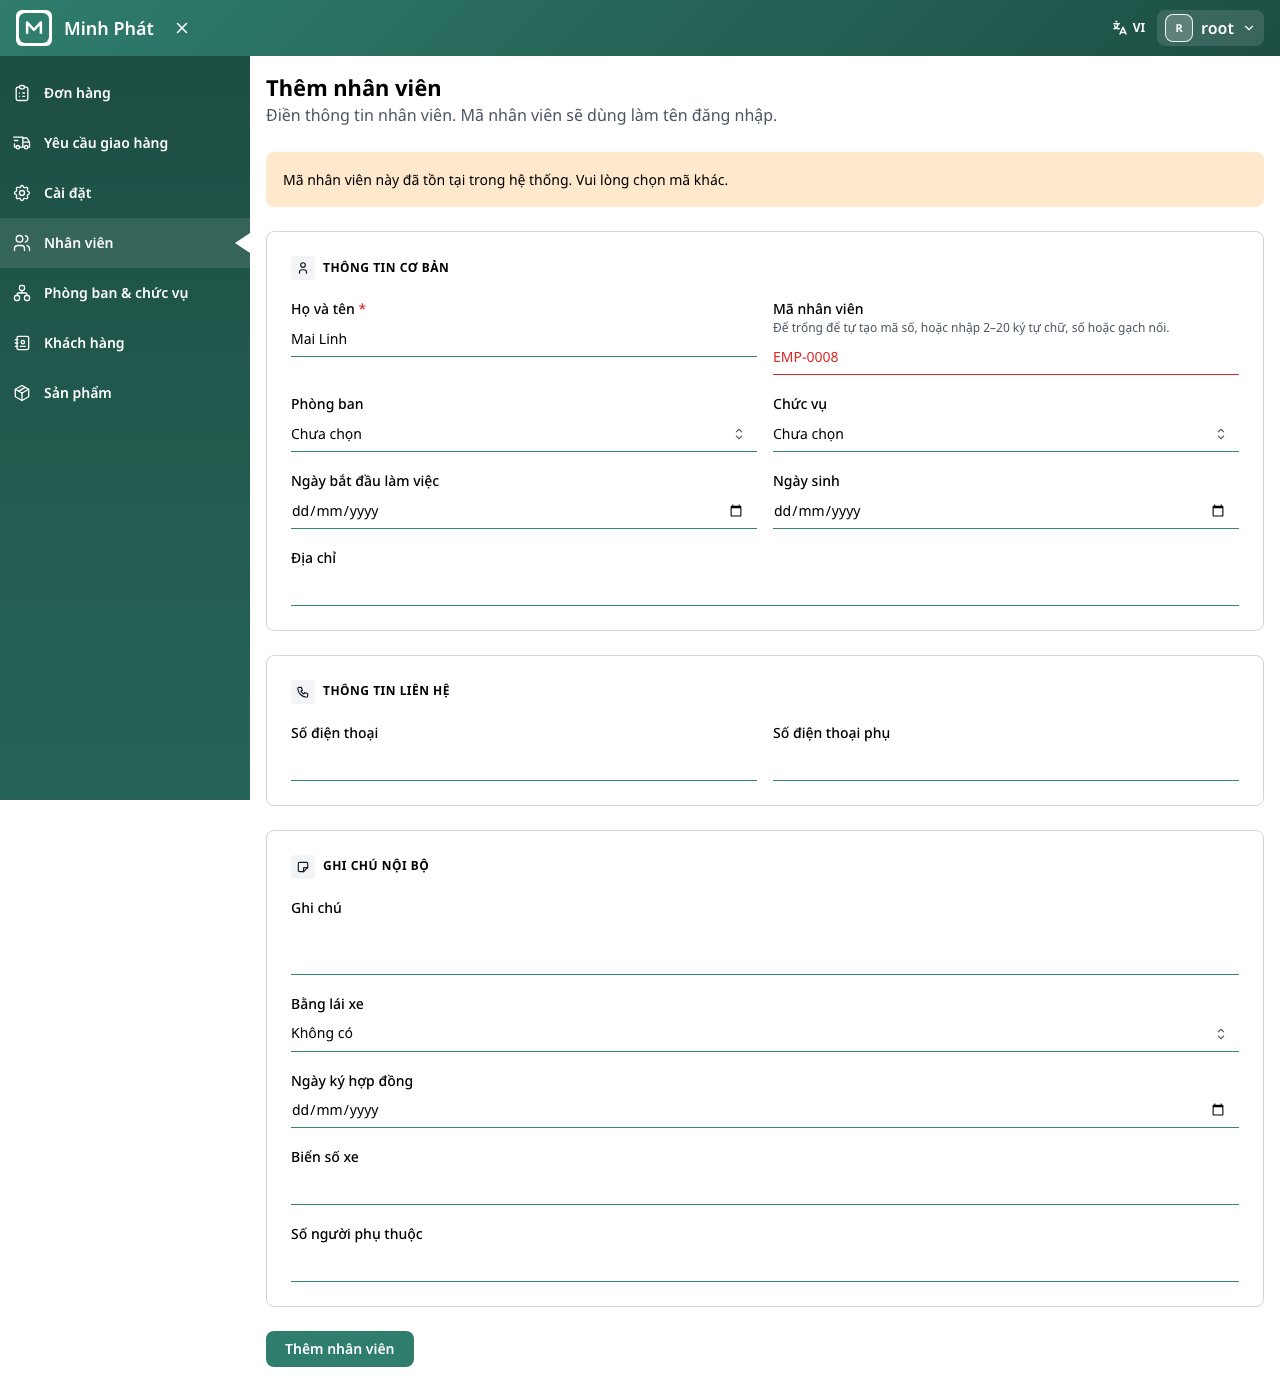 Minh Phát
VI
R
root
Đơn hàng
Yêu cầu giao hàng
Cài đặt
Nhân viên
Phòng ban & chức vụ
Khách hàng
Sản phẩm
Thêm nhân viên
Điền thông tin nhân viên. Mã nhân viên sẽ dùng làm tên đăng nhập.
Mã nhân viên này đã tồn tại trong hệ thống. Vui lòng chọn mã khác.
THÔNG TIN CƠ BẢN
Họ và tên *
Mai Linh
Mã nhân viên
Để trống để tự tạo mã số, hoặc nhập 2–20 ký tự chữ, số hoặc gạch nối.
EMP-0008
Phòng ban
Chưa chọn
Chức vụ
Chưa chọn
Ngày bắt đầu làm việc
dd/mm/yyyy
Ngày sinh
dd/mm/yyyy
Địa chỉ
THÔNG TIN LIÊN HỆ
Số điện thoại
Số điện thoại phụ
GHI CHÚ NỘI BỘ
Ghi chú
Bằng lái xe
Không có
Ngày ký hợp đồng
dd/mm/yyyy
Biển số xe
Số người phụ thuộc
Thêm nhân viên